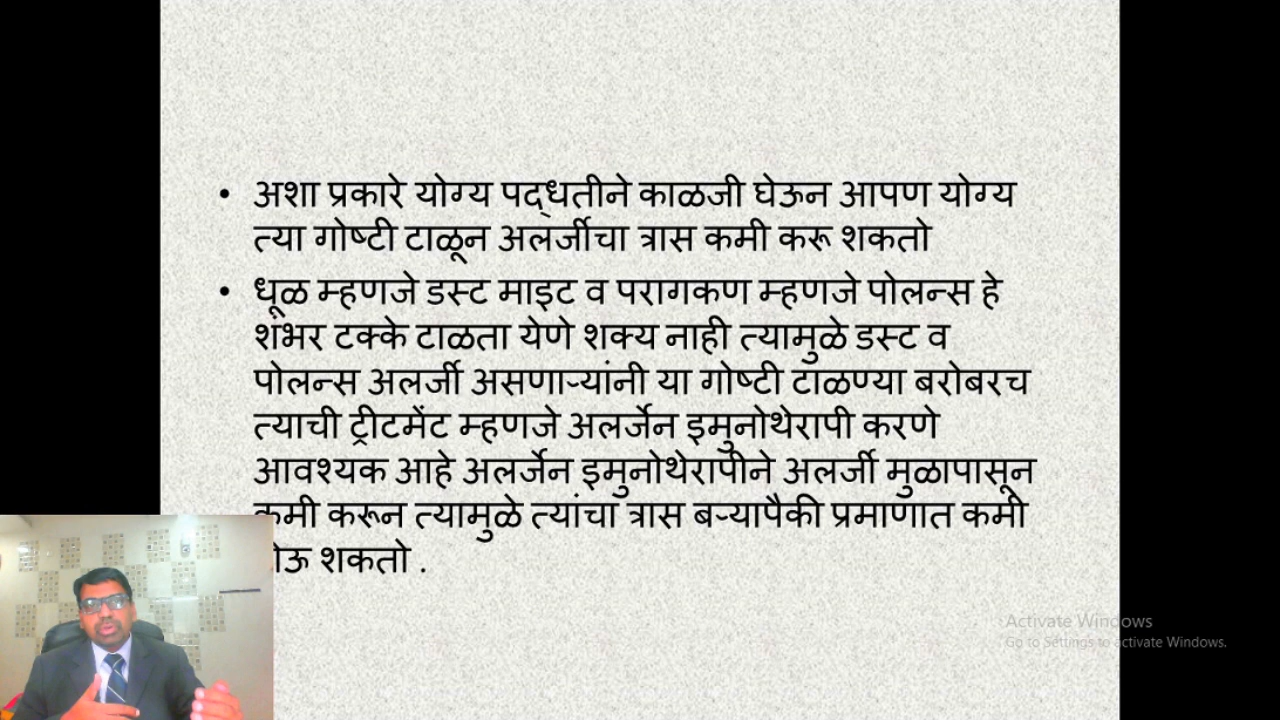 • अशा प्रकारे योग्य पद्धतीने काळजी घेऊन आपण योग्य
त्या गोष्टी टाळून अलर्जीचा त्रास कमी करू शकतो
• धूळ म्हणजे डस्ट माइट व परागकण म्हणजे पोलन्स हे
शंभर टक्के टाळता येणे शक्य नाही त्यामुळे डस्ट व
पोलन्स अलर्जी असणाऱ्यांनी या गोष्टी टाळण्या बरोबरच
त्याची ट्रीटमेंट म्हणजे अलर्जेन इमुनोथेरापी करणे
आवश्यक आहे अलर्जेन इमुनोथेरापीने अलर्जी मुळापासून
कमी करून त्यामुळे त्यांचा त्रास बऱ्यापैकी प्रमाणात कमी
शकतो .
Activate Windows
Go to Settings to activate Windows.